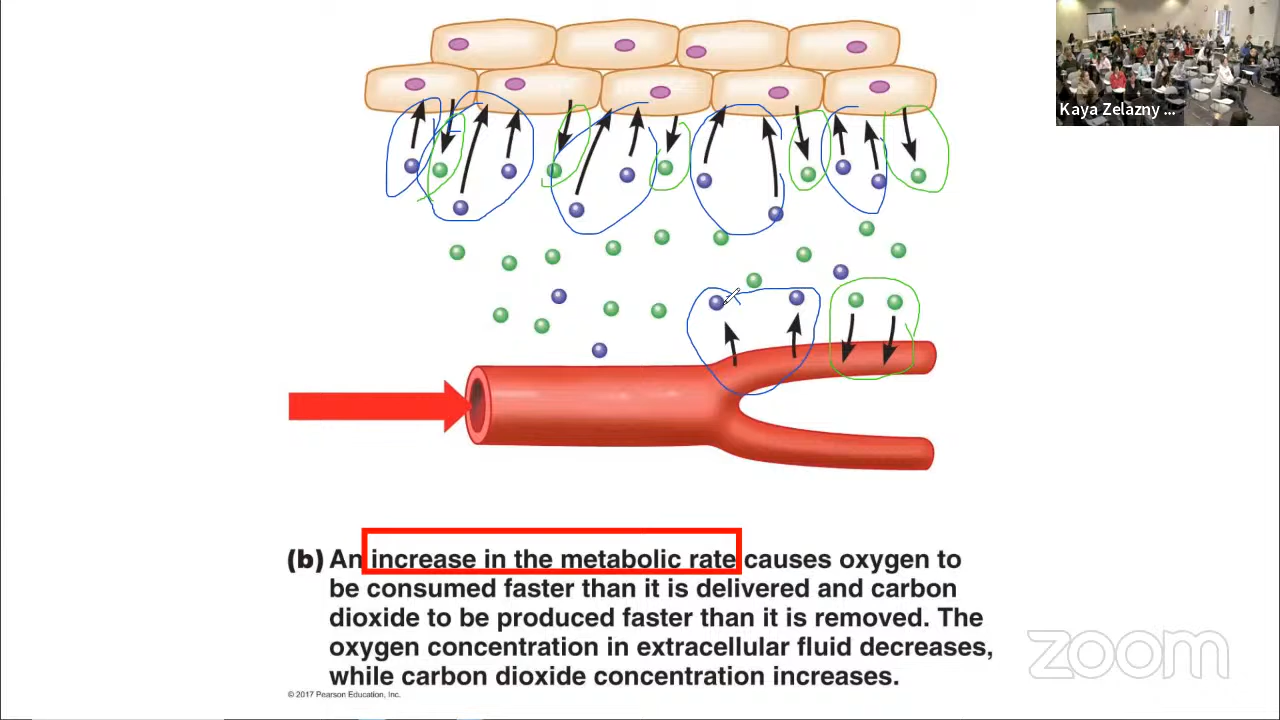 Kaya Zelazny ...
(b) An increase in the metabolic rate causes oxygen to
be consumed faster than it is delivered and carbon
dioxide to be produced faster than it is removed. The
oxygen concentration in extracellular fluid decreases,
while carbon dioxide concentration increases.
© 2017 Pearson Education, Inc.
zoom